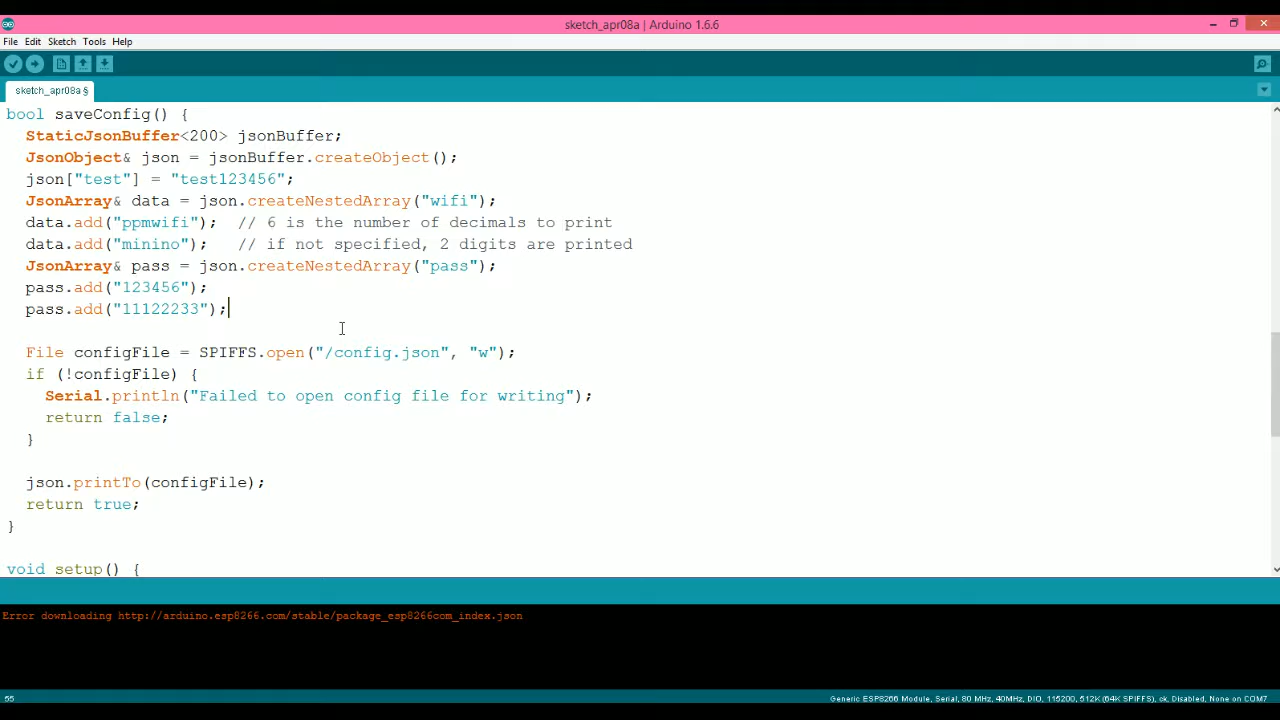 sketch_apr08a | Arduino 1.6.6
File Edit Sketch Tools Help
sketch_apr08a §
bool saveConfig() {
  StaticJsonBuffer<200> jsonBuffer;
  JsonObject& json = jsonBuffer.createObject();
  json["test"] = "test123456";
  JsonArray& data = json.createNestedArray("wifi");
  data.add("ppmwifi");  // 6 is the number of decimals to print
  data.add("minino");   // if not specified, 2 digits are printed
  JsonArray& pass = json.createNestedArray("pass");
  pass.add("123456");
  pass.add("11122233");
  File configFile = SPIFFS.open("/config.json", "w");
  if (!configFile) {
    Serial.println("Failed to open config file for writing");
    return false;
  }
  json.printTo(configFile);
  return true;
}
void setup() {
Error downloading http://arduino.esp8266.com/stable/package_esp8266com_index.json
55 Generic ESP8266 Module, Serial, 80 MHz, 40MHz, DIO, 115200, 512K (64K SPIFFS), ck, Disabled, None on COM7